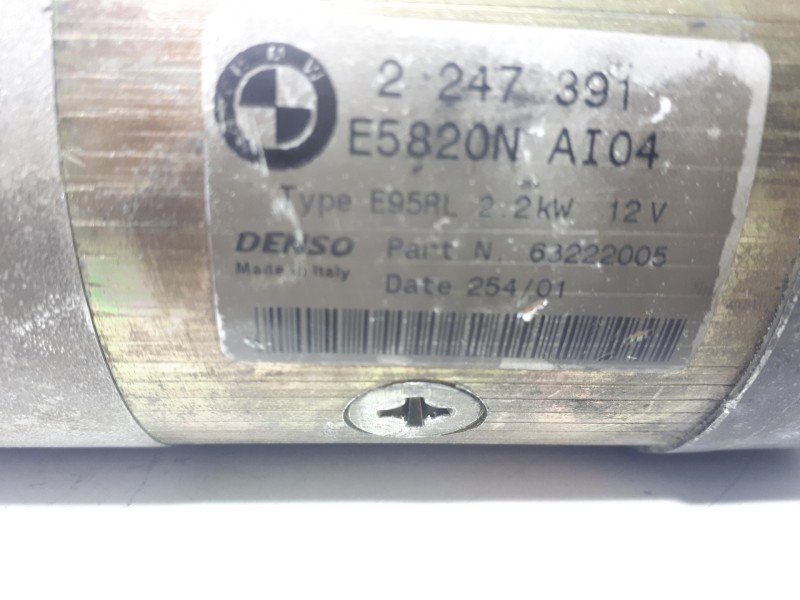 BMW
2 247 391
E5820N AI04
Type E95RL 2.2kW 12V
DENSO Part N. 63222005
Made in Italy
Date 254/01